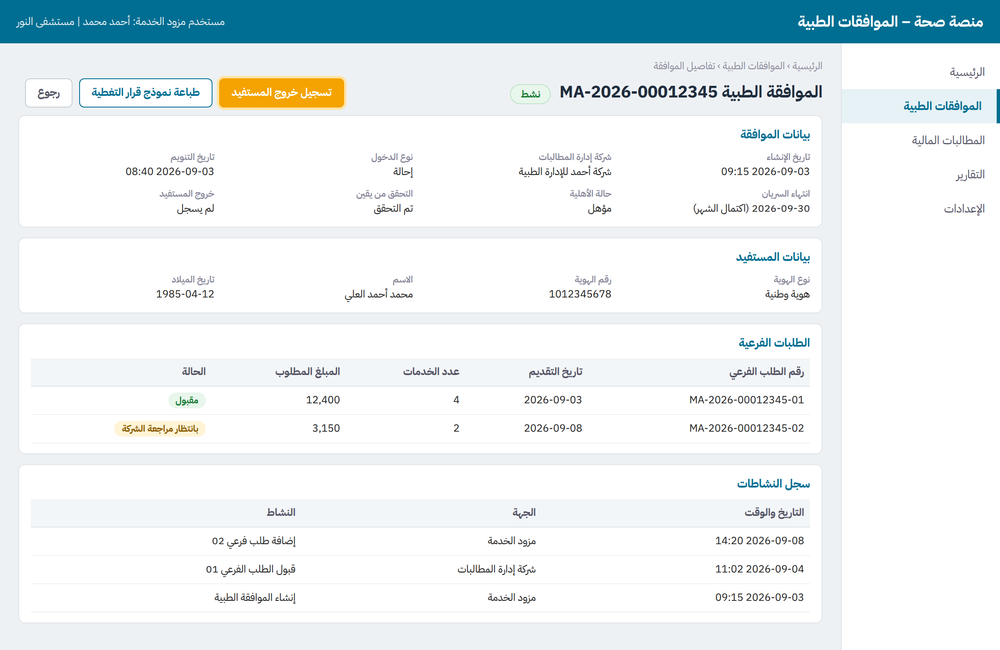 منصة صحة – الموافقات الطبية
مستخدم مزود الخدمة: أحمد محمد | مستشفى النور
الرئيسية
الموافقات الطبية
المطالبات المالية
التقارير
الإعدادات
الرئيسية › الموافقات الطبية › تفاصيل الموافقة
الموافقة الطبية MA-2026-00012345 نشط
تسجيل خروج المستفيد
طباعة نموذج قرار التغطية
رجوع
بيانات الموافقة
تاريخ الإنشاء شركة إدارة المطالبات نوع الدخول تاريخ التنويم
2026-09-03 09:15 شركة أحمد للإدارة الطبية إحالة 2026-09-03 08:40
انتهاء السريان حالة الأهلية التحقق من يقين خروج المستفيد
2026-09-30 (اكتمال الشهر) مؤهل تم التحقق لم يسجل
بيانات المستفيد
نوع الهوية رقم الهوية الاسم تاريخ الميلاد
هوية وطنية 1012345678 محمد أحمد العلي 1985-04-12
الطلبات الفرعية
رقم الطلب الفرعي تاريخ التقديم عدد الخدمات المبلغ المطلوب الحالة
MA-2026-00012345-01 2026-09-03 4 12,400 مقبول
MA-2026-00012345-02 2026-09-08 2 3,150 بانتظار مراجعة الشركة
سجل النشاطات
التاريخ والوقت الجهة النشاط
2026-09-08 14:20 مزود الخدمة إضافة طلب فرعي 02
2026-09-04 11:02 شركة إدارة المطالبات قبول الطلب الفرعي 01
2026-09-03 09:15 مزود الخدمة إنشاء الموافقة الطبية